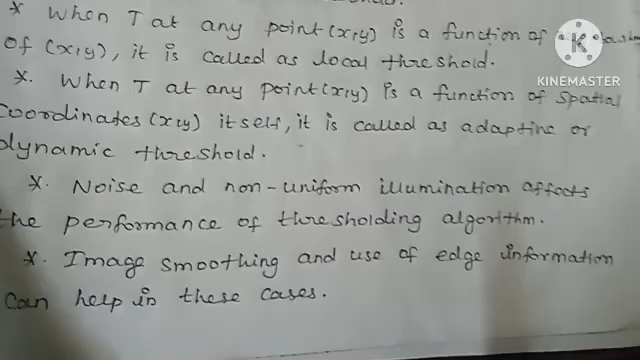 * When T at any point (x,y) is a function of
of (x,y), it is called as local threshold.
*. When T at any point (x,y) is a function of spatial
coordinates (x,y) itself, it is called as adaptive or
dynamic threshold.
*. Noise and non-uniform illumination affects
the performance of thresholding algorithm.
*. Image smoothing and use of edge information
can help in these cases.
KINEMASTER